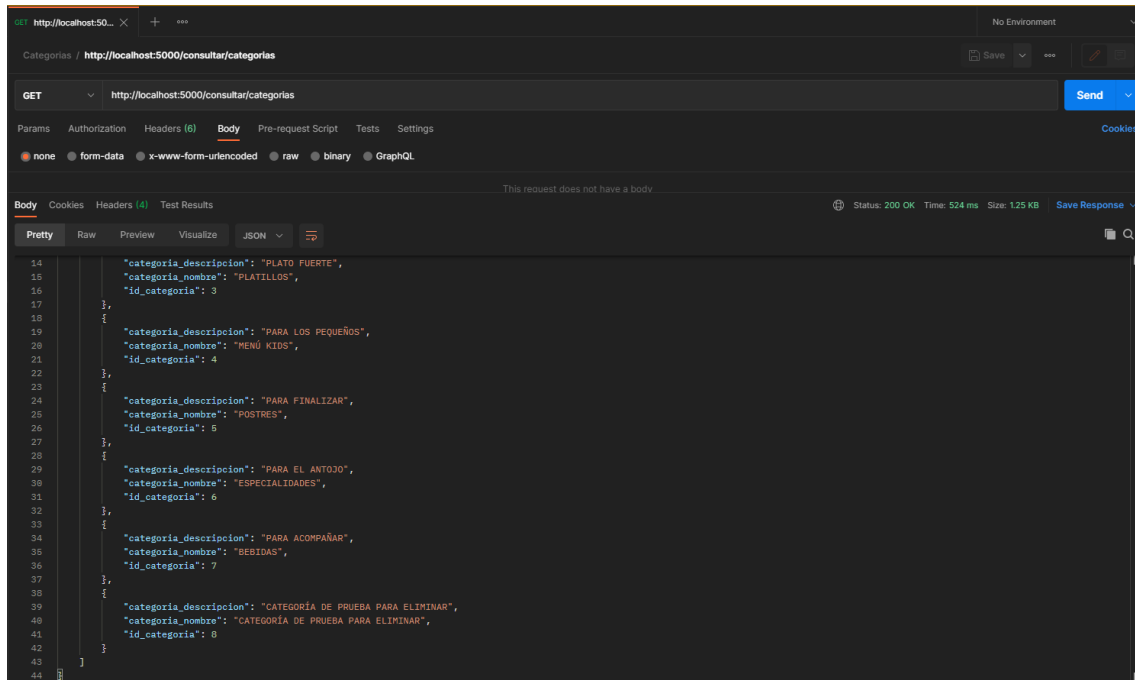 GET http://localhost:50...
No Environment
Categorias / http://localhost:5000/consultar/categorias
Save
GET http://localhost:5000/consultar/categorias Send
Params Authorization Headers (6) Body Pre-request Script Tests Settings Cookies
none form-data x-www-form-urlencoded raw binary GraphQL
This request does not have a body
Body Cookies Headers (4) Test Results Status: 200 OK Time: 524 ms Size: 1.25 KB Save Response
Pretty Raw Preview Visualize JSON
14 "categoria_descripcion": "PLATO FUERTE",
15 "categoria_nombre": "PLATILLOS",
16 "id_categoria": 3
17 },
18 {
19 "categoria_descripcion": "PARA LOS PEQUEÑOS",
20 "categoria_nombre": "MENÚ KIDS",
21 "id_categoria": 4
22 },
23 {
24 "categoria_descripcion": "PARA FINALIZAR",
25 "categoria_nombre": "POSTRES",
26 "id_categoria": 5
27 },
28 {
29 "categoria_descripcion": "PARA EL ANTOJO",
30 "categoria_nombre": "ESPECIALIDADES",
31 "id_categoria": 6
32 },
33 {
34 "categoria_descripcion": "PARA ACOMPAÑAR",
35 "categoria_nombre": "BEBIDAS",
36 "id_categoria": 7
37 },
38 {
39 "categoria_descripcion": "CATEGORÍA DE PRUEBA PARA ELIMINAR",
40 "categoria_nombre": "CATEGORÍA DE PRUEBA PARA ELIMINAR",
41 "id_categoria": 8
42 }
43 ]
44 }